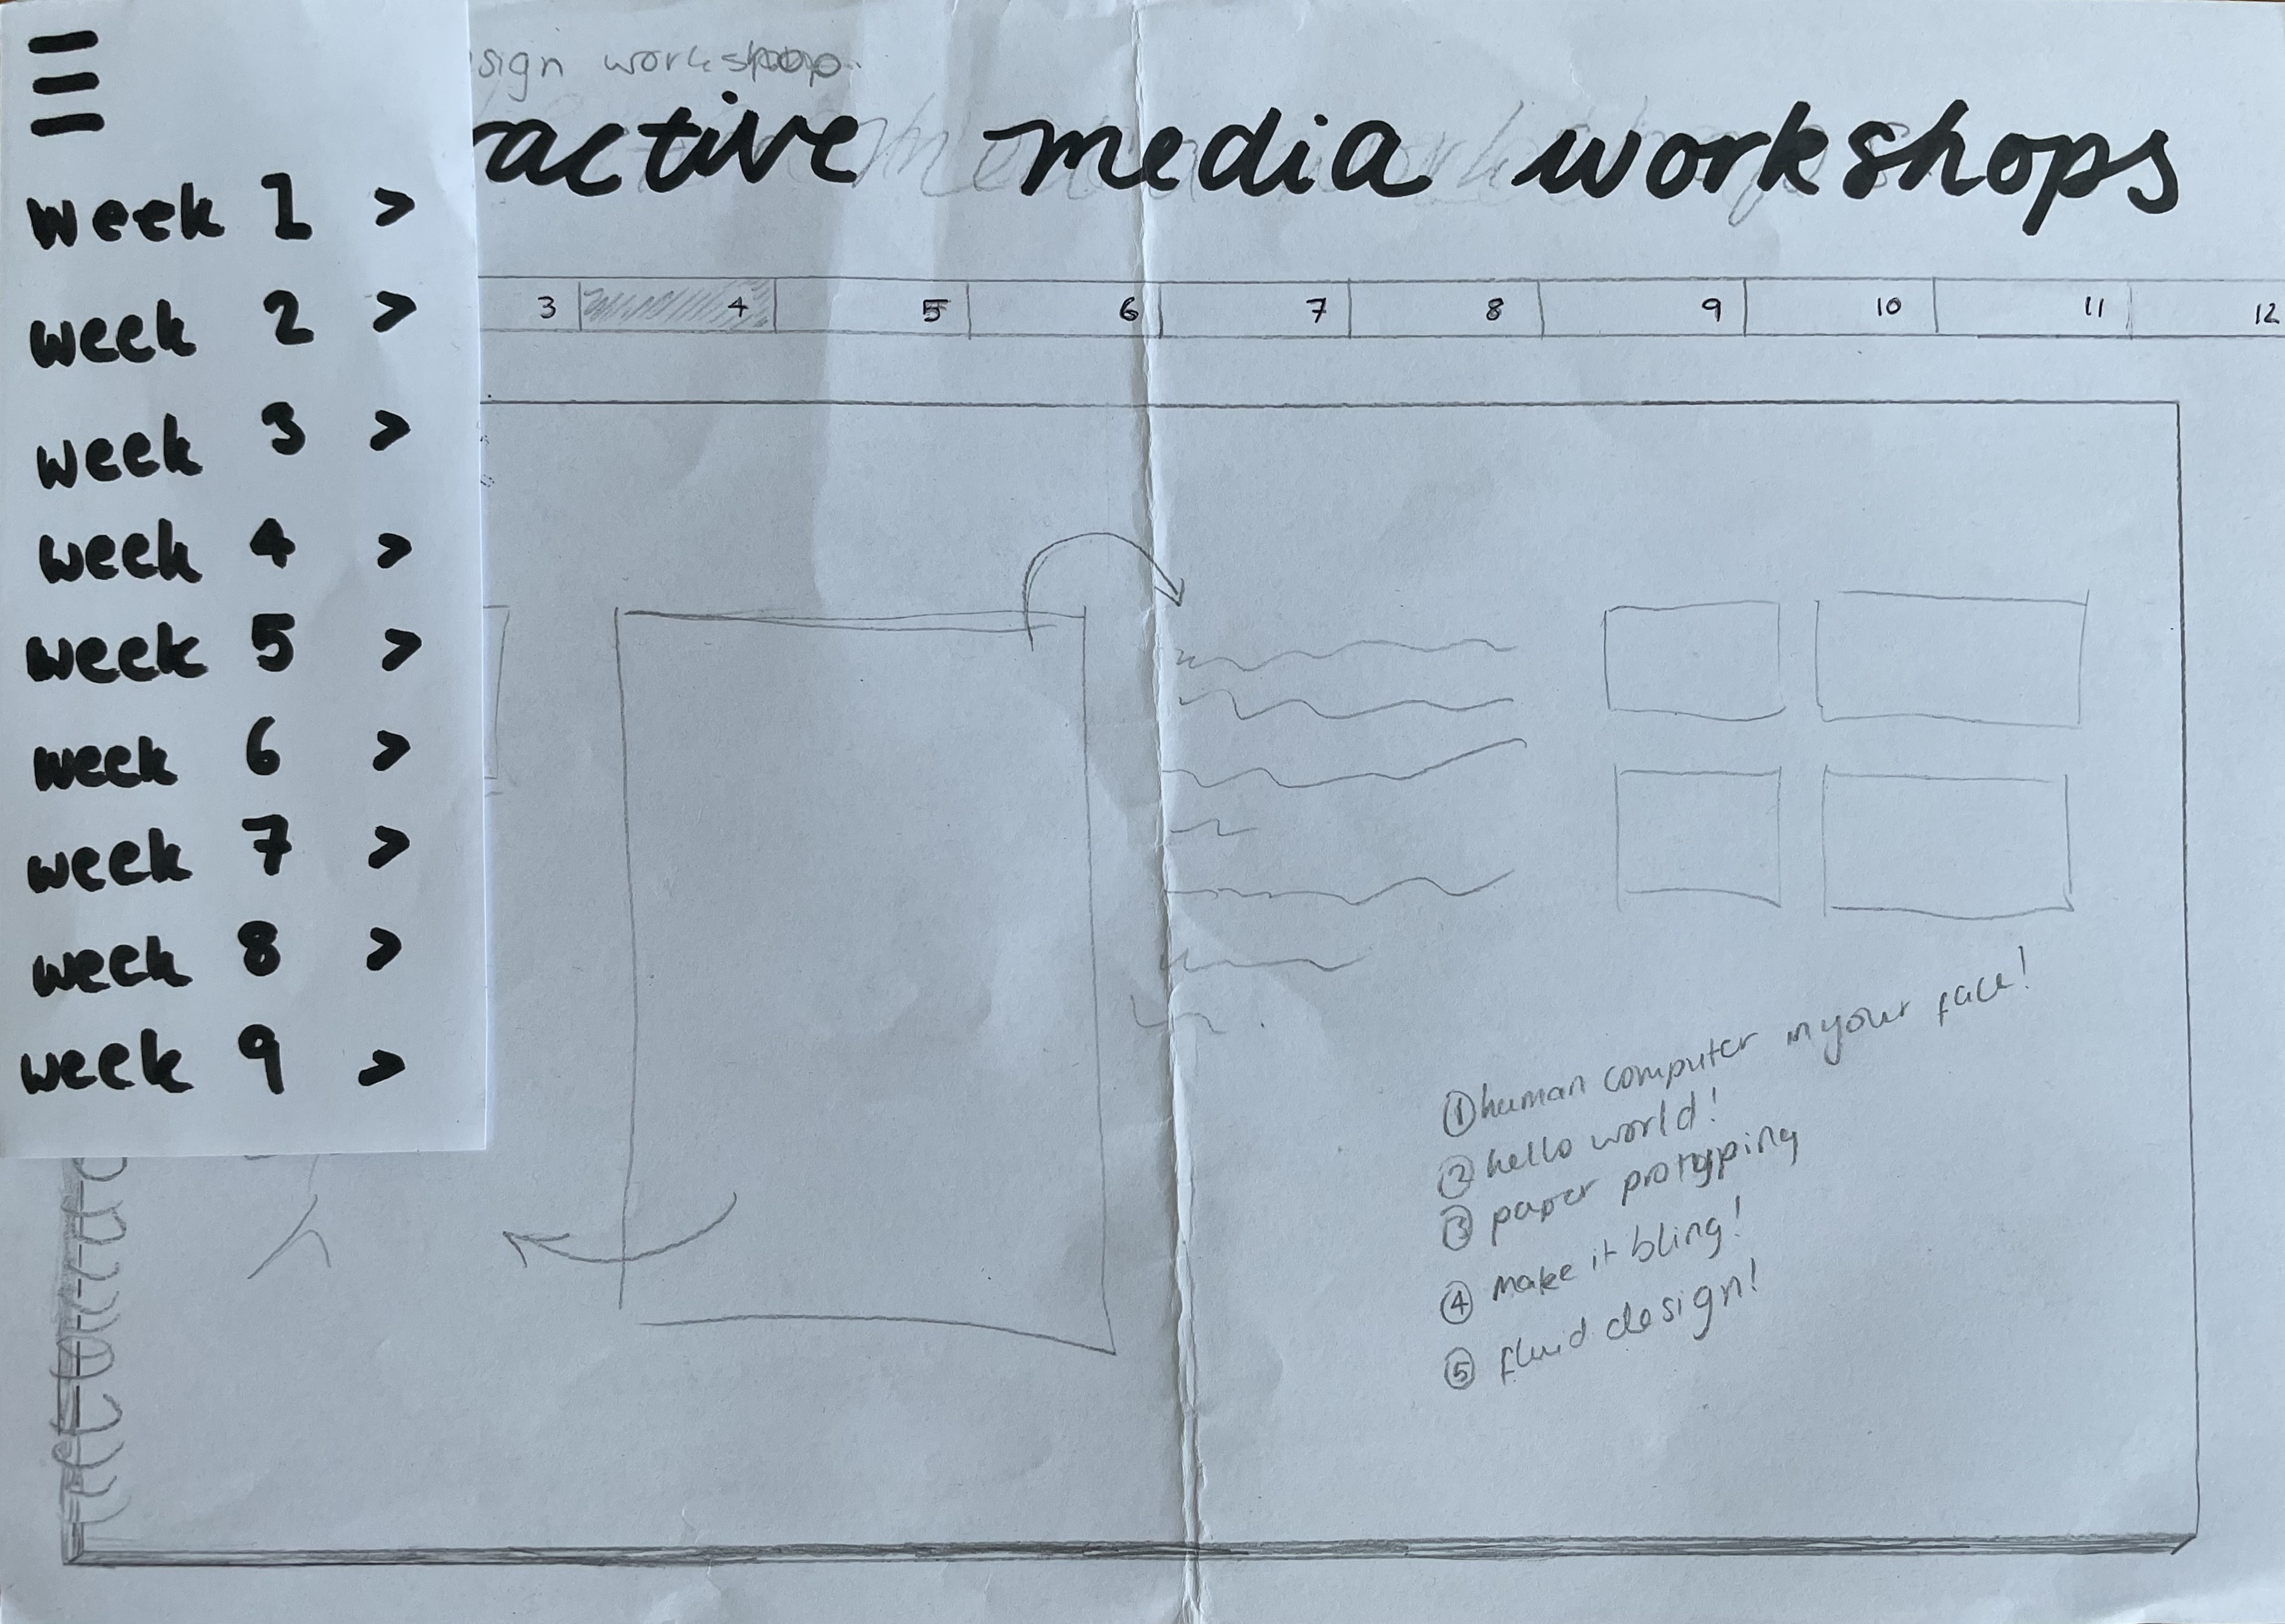 sign workshop.
ractive media workshops
week 1 >
week 2 >
week 3 >
week 4 >
week 5 >
week 6 >
week 7 >
week 8 >
week 9 >
3 4 5 6 7 8 9 10 11 12
① human computer in your face!
② hello world!
③ paper protoypping
④ make it bling!
⑤ fluid design!